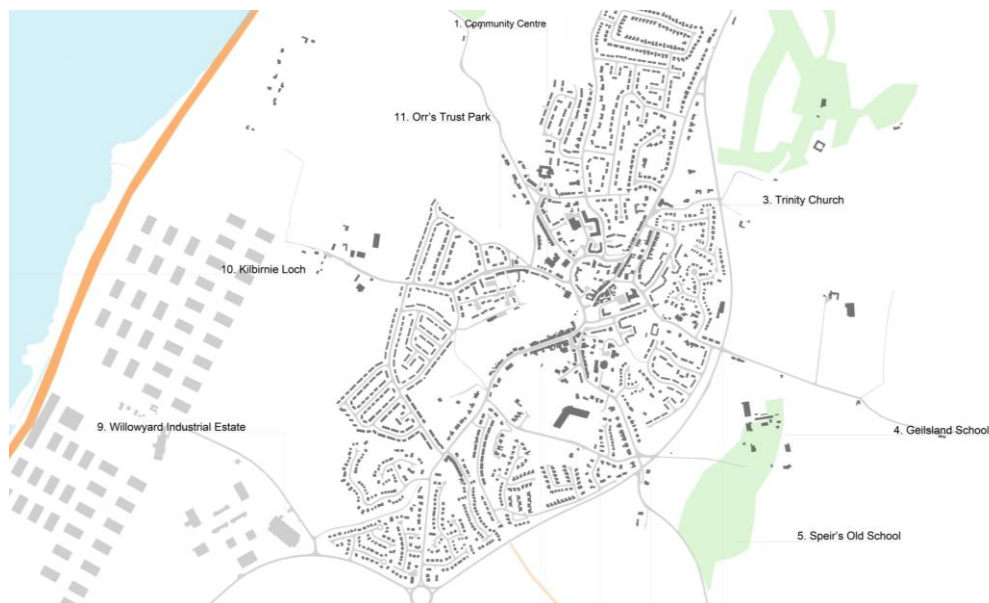 1. Community Centre
11. Orr's Trust Park
3. Trinity Church
10. Kilbirnie Loch
9. Willowyard Industrial Estate
4. Geilsland School
5. Speir's Old School